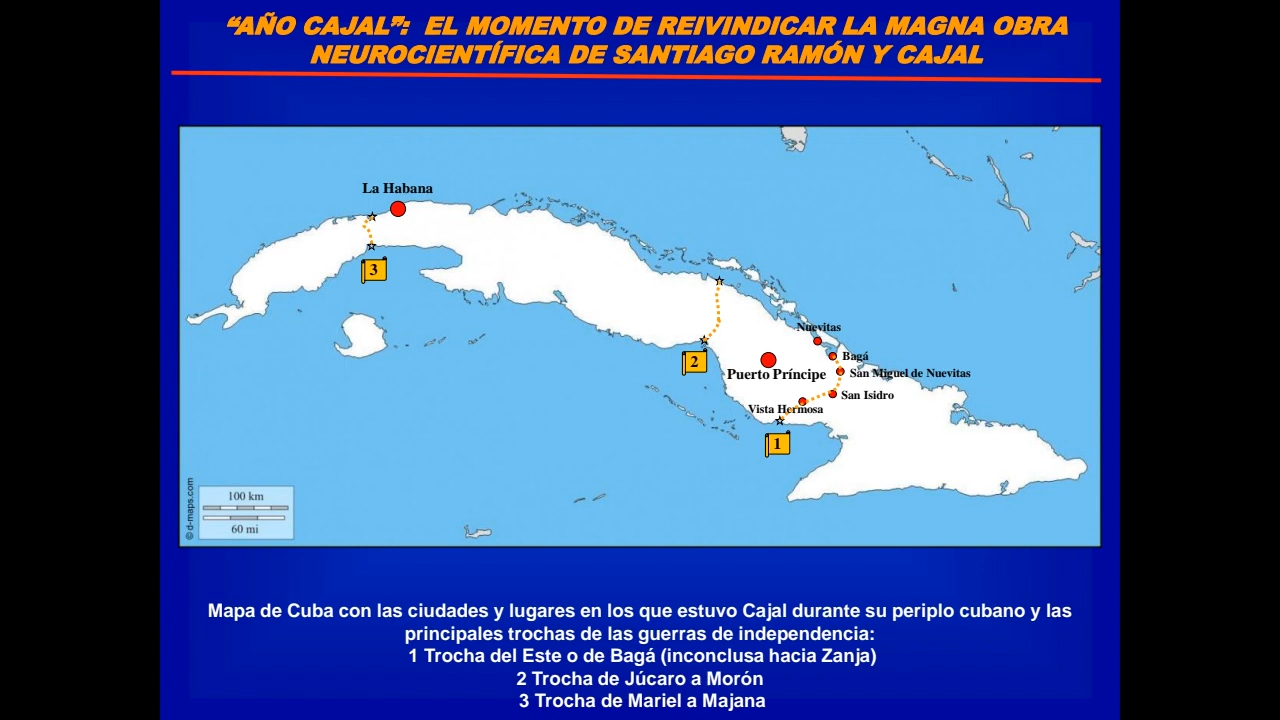 “AÑO CAJAL”: EL MOMENTO DE REIVINDICAR LA MAGNA OBRA
NEUROCIENTÍFICA DE SANTIAGO RAMÓN Y CAJAL
La Habana
3
Nuevitas
2
Bagá
Puerto Príncipe
San Miguel de Nuevitas
San Isidro
Vista Hermosa
1
100 km
60 mi
© d-maps.com
Mapa de Cuba con las ciudades y lugares en los que estuvo Cajal durante su periplo cubano y las
principales trochas de las guerras de independencia:
1 Trocha del Este o de Bagá (inconclusa hacia Zanja)
2 Trocha de Júcaro a Morón
3 Trocha de Mariel a Majana